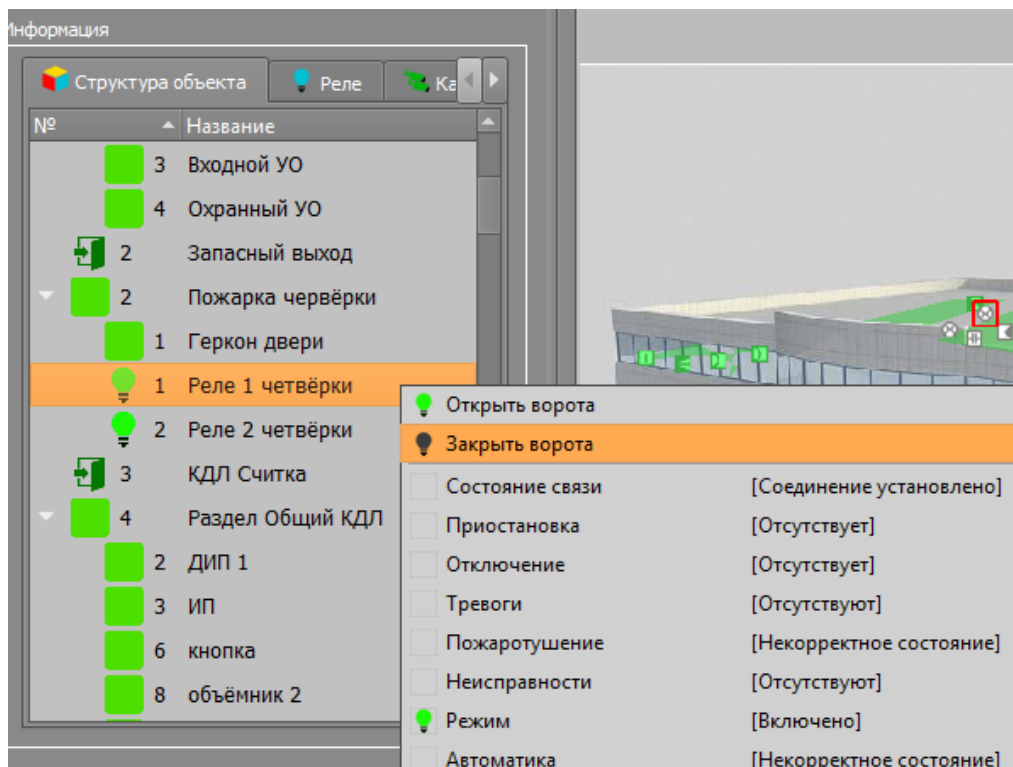 Информация
Структура объекта Реле Ка
№ Название
3 Входной УО
4 Охранный УО
2 Запасный выход
2 Пожарка червёрки
1 Геркон двери
1 Реле 1 четвёрки
2 Реле 2 четвёрки
3 КДЛ Считка
4 Раздел Общий КДЛ
2 ДИП 1
3 ИП
6 кнопка
8 объёмник 2
Открыть ворота
Закрыть ворота
Состояние связи [Соединение установлено]
Приостановка [Отсутствует]
Отключение [Отсутствует]
Тревоги [Отсутствуют]
Пожаротушение [Некорректное состояние]
Неисправности [Отсутствуют]
Режим [Включено]
Автоматика [Некорректное состояние]